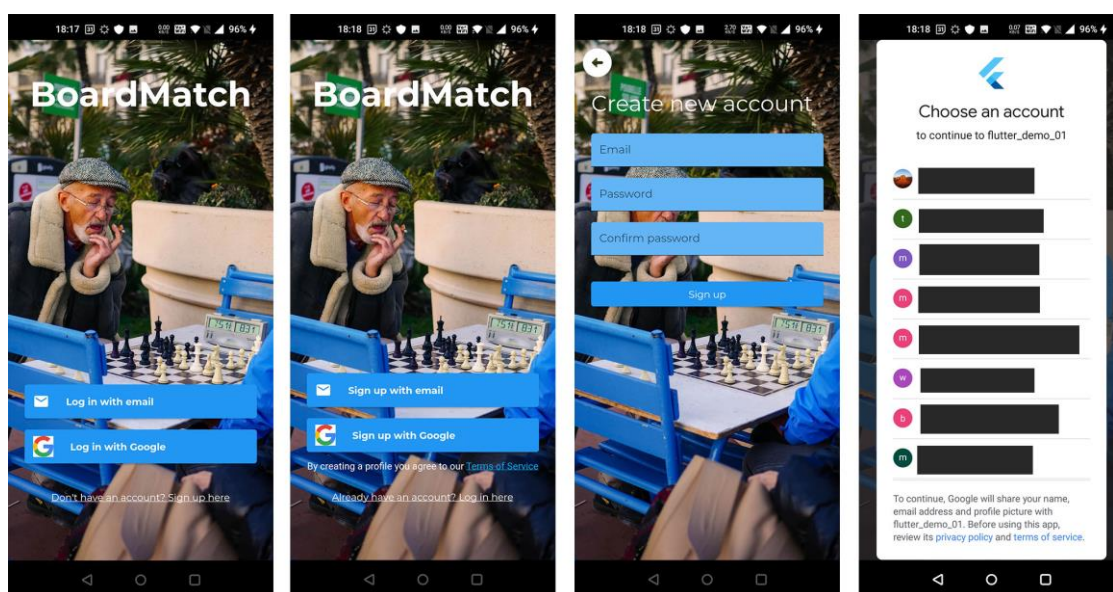 18:17
96%
BoardMatch
Log in with email
Log in with Google
Don't have an account? Sign up here
18:18
96%
BoardMatch
Sign up with email
Sign up with Google
By creating a profile you agree to our Terms of Service
Already have an account? Log in here
18:18
96%
Create new account
Email
Password
Confirm password
Sign up
18:18
96%
Choose an account
to continue to flutter_demo_01
t
m
m
m
w
b
m
To continue, Google will share your name,
email address and profile picture with
flutter_demo_01. Before using this app,
review its privacy policy and terms of service.